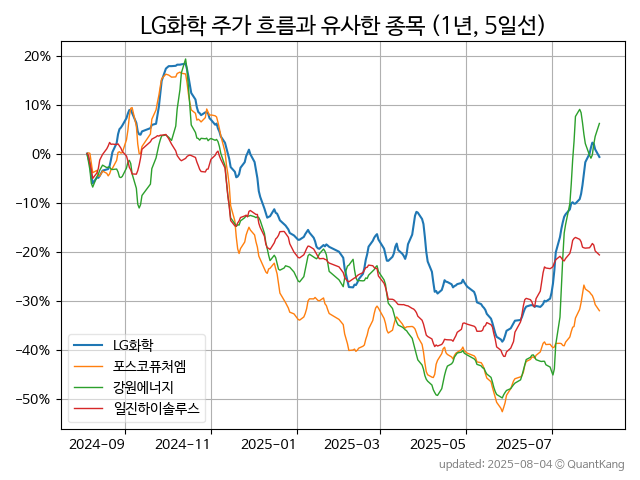 LG화학 주가 흐름과 유사한 종목 (1년, 5일선)
20%
10%
0%
−10%
−20%
−30%
−40%
−50%
LG화학
포스코퓨처엠
강원에너지
일진하이솔루스
2024-09 2024-11 2025-01 2025-03 2025-05 2025-07
updated: 2025-08-04 © QuantKang